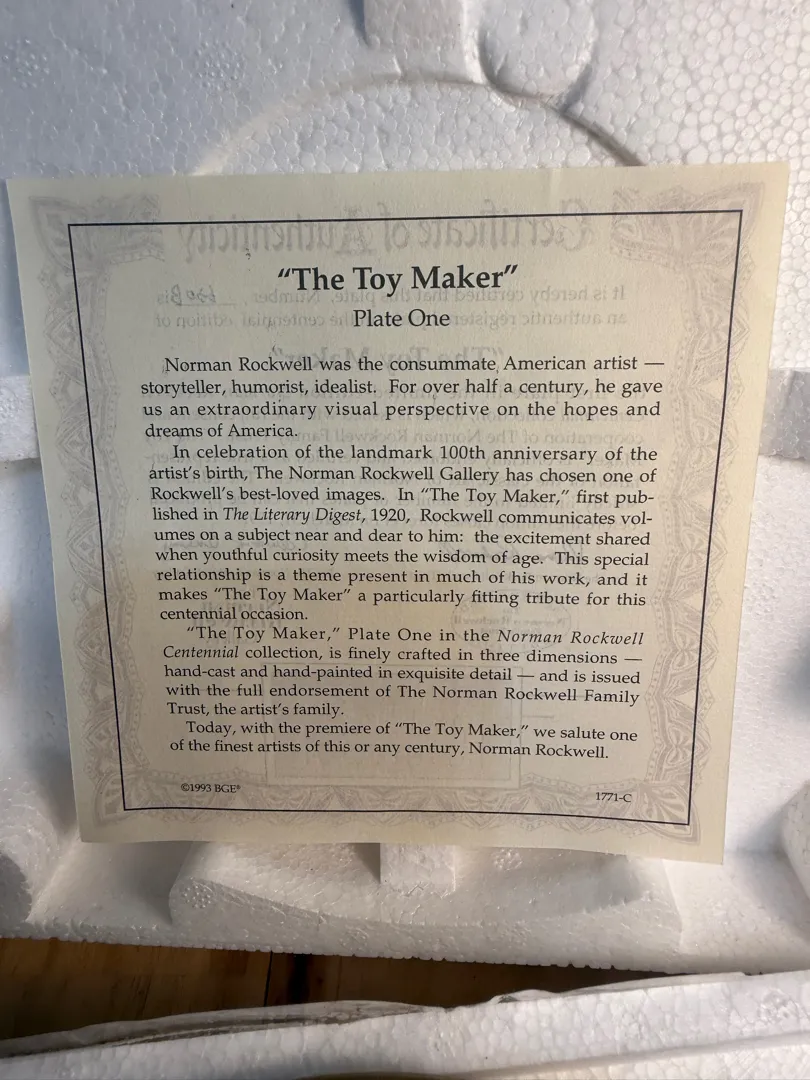 "The Toy Maker"
Plate One
Norman Rockwell was the consummate American artist —
storyteller, humorist, idealist. For over half a century, he gave
us an extraordinary visual perspective on the hopes and
dreams of America.
In celebration of the landmark 100th anniversary of the
artist's birth, The Norman Rockwell Gallery has chosen one of
Rockwell's best-loved images. In "The Toy Maker," first pub-
lished in The Literary Digest, 1920, Rockwell communicates vol-
umes on a subject near and dear to him: the excitement shared
when youthful curiosity meets the wisdom of age. This special
relationship is a theme present in much of his work, and it
makes "The Toy Maker" a particularly fitting tribute for this
centennial occasion.
"The Toy Maker," Plate One in the Norman Rockwell
Centennial collection, is finely crafted in three dimensions —
hand-cast and hand-painted in exquisite detail — and is issued
with the full endorsement of The Norman Rockwell Family
Trust, the artist's family.
Today, with the premiere of "The Toy Maker," we salute one
of the finest artists of this or any century, Norman Rockwell.
©1993 BGE®
1771-C